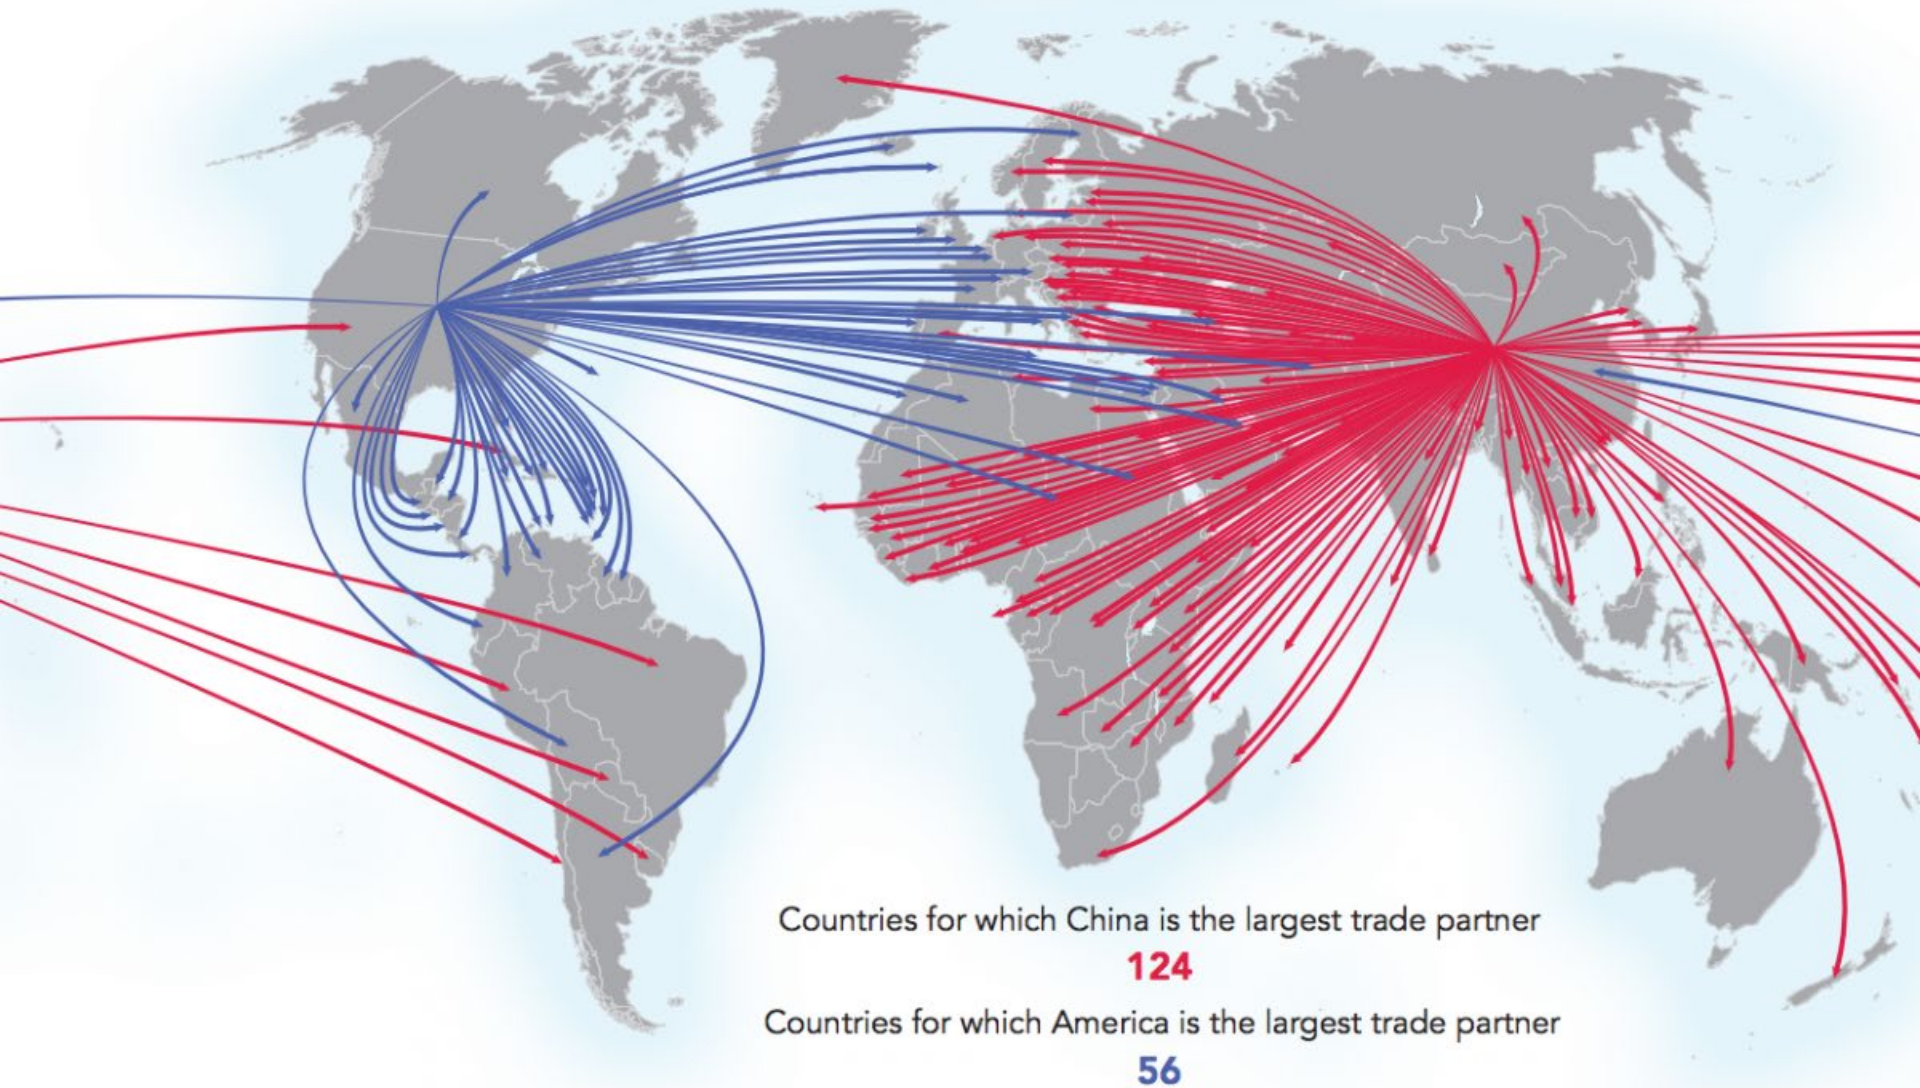 Countries for which China is the largest trade partner
124
Countries for which America is the largest trade partner
56